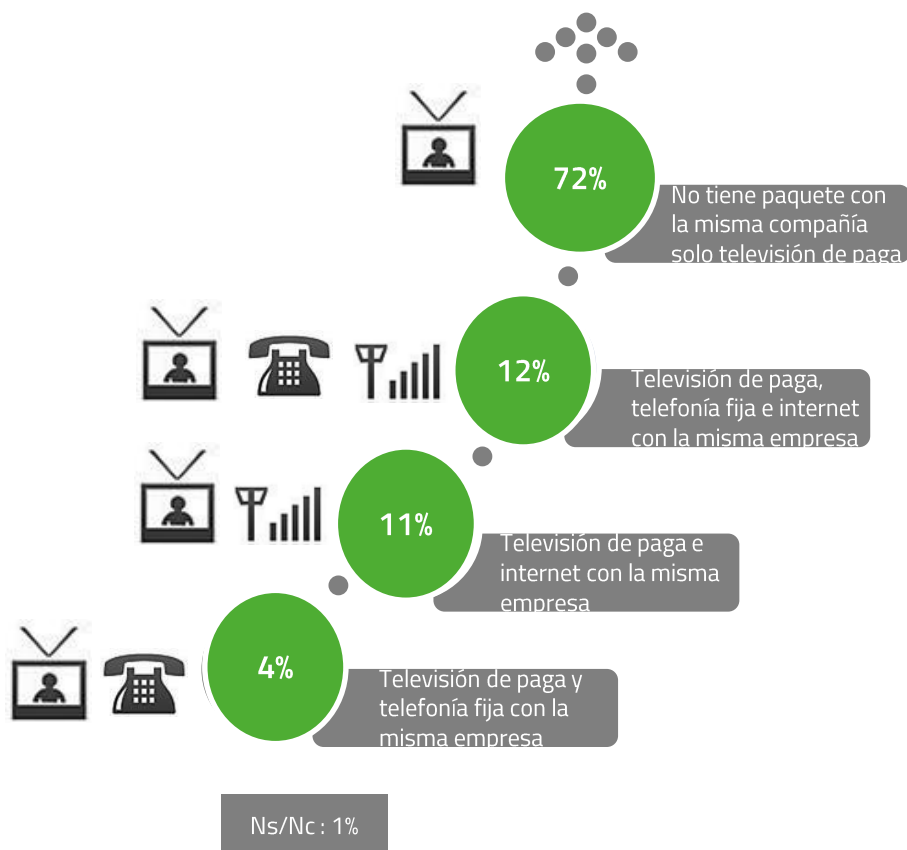 72%
No tiene paquete con
la misma compañía
solo televisión de paga
12%
Televisión de paga,
telefonía fija e internet
con la misma empresa
11%
Televisión de paga e
internet con la misma
empresa
4%
Televisión de paga y
telefonía fija con la
misma empresa
Ns/Nc : 1%